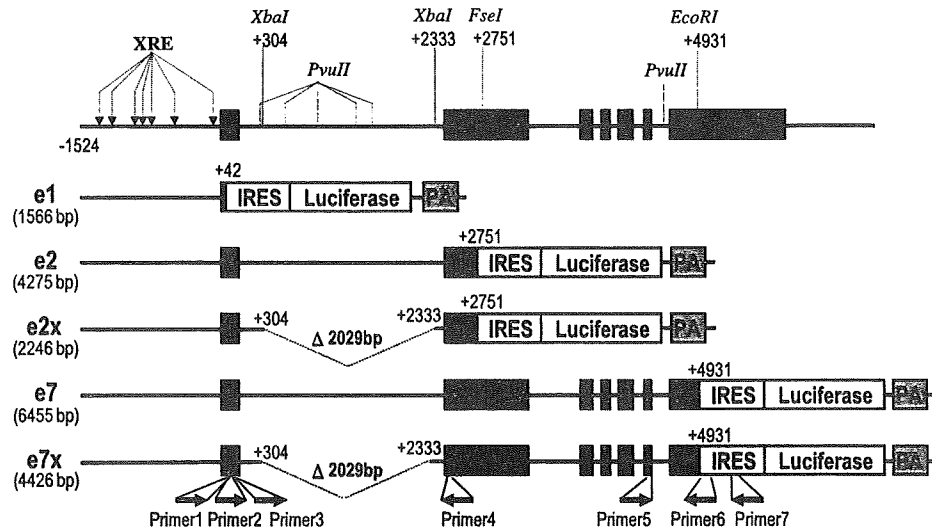 XbaI XbaI FseI EcoRI
XRE +304 +2333 +2751 +4931
PvuII PvuII
-1524
+42
e1 IRES Luciferase PA
(1566 bp)
+2751
e2 IRES Luciferase PA
(4275 bp)
+2751
e2x +304 Δ 2029bp +2333 IRES Luciferase PA
(2246 bp)
+4931
e7 IRES Luciferase PA
(6455 bp)
+4931
e7x +304 Δ 2029bp +2333 IRES Luciferase PA
(4426 bp)
Primer1 Primer2 Primer3 Primer4 Primer5 Primer6 Primer7